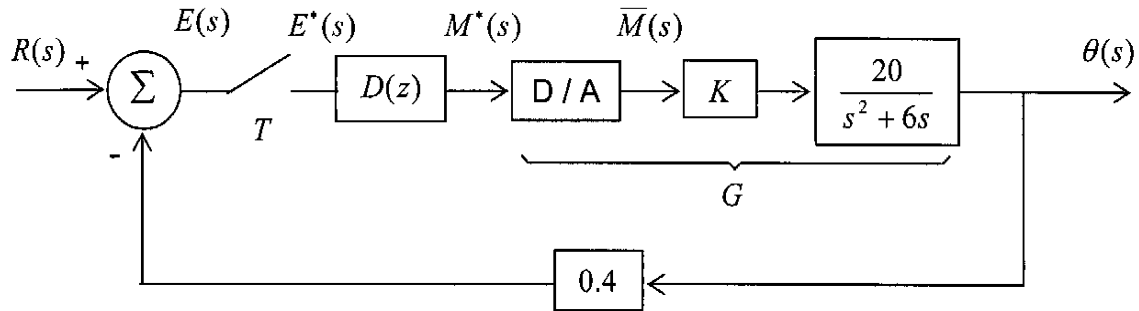 R(s)
+
Σ
-
E(s)
T
E*(s)
D(z)
M*(s)
D / A
M̅(s)
K
20
s² + 6s
θ(s)
G
0.4